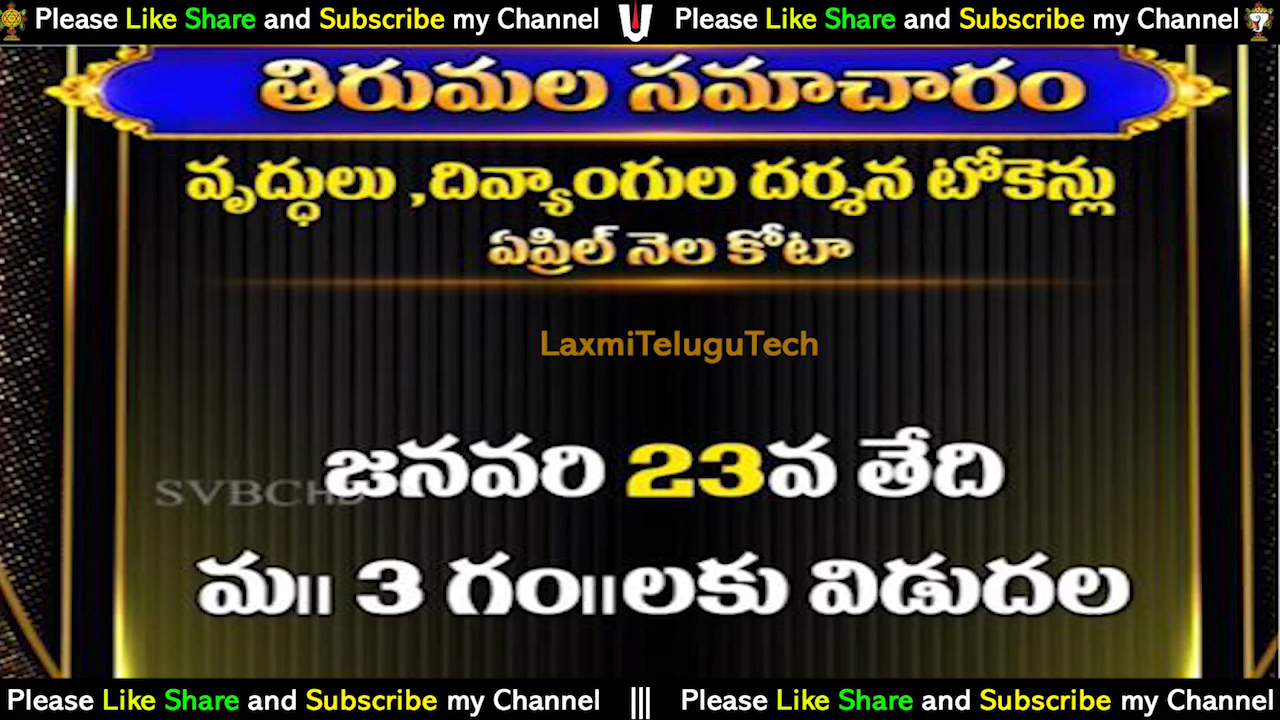 Please Like Share and Subscribe my Channel Please Like Share and Subscribe my Channel
తిరుమల సమాచారం
వృద్ధులు ,దివ్యాంగుల దర్శన టోకెన్లు
ఏప్రిల్ నెల కోటా
LaxmiTeluguTech
జనవరి 23వ తేది
SVBC HD
మ॥ 3 గం॥లకు విడుదల
Please Like Share and Subscribe my Channel ||| Please Like Share and Subscribe my Channel